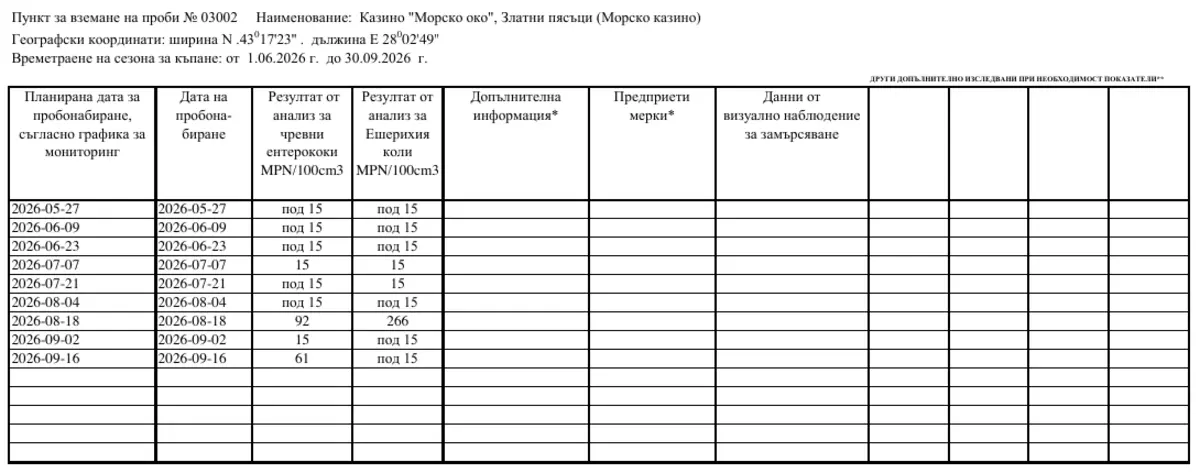 Пункт за вземане на проби № 03002 Наименование: Казино "Морско око", Златни пясъци (Морско казино)
Географски координати: ширина N .43⁰17'23" . дължина E 28⁰02'49"
Времетраене на сезона за къпане: от 1.06.2026 г. до 30.09.2026 г.
ДРУГИ ДОПЪЛНИТЕЛНО ИЗСЛЕДВАНИ ПРИ НЕОБХОДИМОСТ ПОКАЗАТЕЛИ**
Планирана дата за пробонабиране, съгласно графика за мониторинг Дата на пробона-биране Резултат от анализ за чревни ентерококи MPN/100cm3 Резултат от анализ за Ешерихия коли MPN/100cm3 Допълнителна информация* Предприети мерки* Данни от визуално наблюдение за замърсяване
2026-05-27 2026-05-27 под 15 под 15
2026-06-09 2026-06-09 под 15 под 15
2026-06-23 2026-06-23 под 15 под 15
2026-07-07 2026-07-07 15 15
2026-07-21 2026-07-21 под 15 15
2026-08-04 2026-08-04 под 15 под 15
2026-08-18 2026-08-18 92 266
2026-09-02 2026-09-02 15 под 15
2026-09-16 2026-09-16 61 под 15